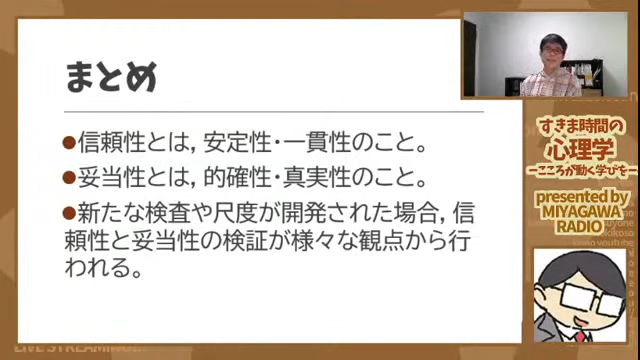 まとめ
●信頼性とは，安定性・一貫性のこと。
●妥当性とは，的確性・真実性のこと。
●新たな検査や尺度が開発された場合，信
頼性と妥当性の検証が様々な観点から行
われる。
すきま時間の
心理学
ーこころが動く学びをー
presented by
MIYAGAWA
RADIO
LIVE STREAMING